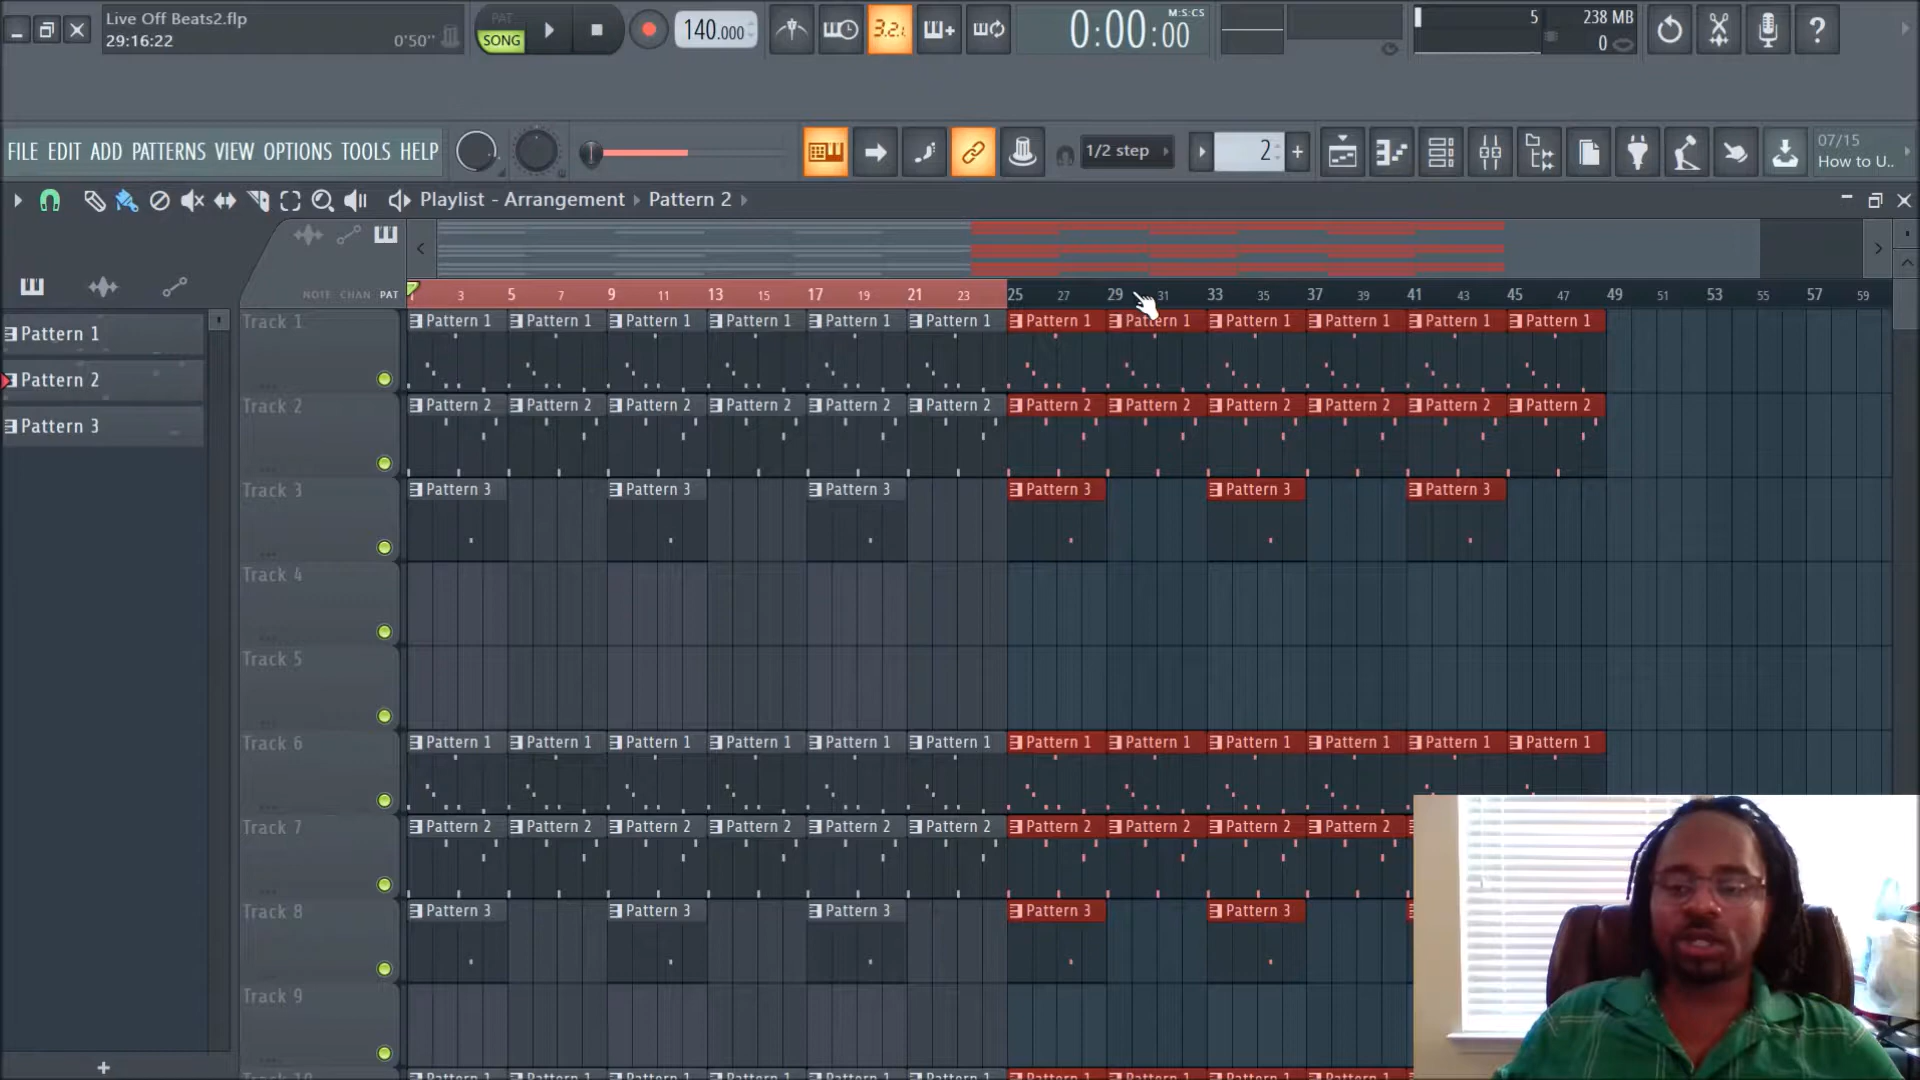 Live Off Beats2.flp
29:16:22
0'50"
PAT
SONG
140.000
3.2.
0:00:00
M:S:CS
5
238 MB
0
?
FILE EDIT ADD PATTERNS VIEW OPTIONS TOOLS HELP
1/2 step
2
+
07/15
How to U..
Playlist - Arrangement
Pattern 2
NOTE CHAN PAT
1 3 5 7 9 11 13 15 17 19 21 23 25 27 29 31 33 35 37 39 41 43 45 47 49 51 53 55 57 59
Pattern 1
Pattern 2
Pattern 3
+
Track 1
Pattern 1 Pattern 1 Pattern 1 Pattern 1 Pattern 1 Pattern 1 Pattern 1 Pattern 1 Pattern 1 Pattern 1 Pattern 1 Pattern 1
Track 2
Pattern 2 Pattern 2 Pattern 2 Pattern 2 Pattern 2 Pattern 2 Pattern 2 Pattern 2 Pattern 2 Pattern 2 Pattern 2 Pattern 2
Track 3
Pattern 3 Pattern 3 Pattern 3 Pattern 3 Pattern 3 Pattern 3
Track 4
Track 5
Track 6
Pattern 1 Pattern 1 Pattern 1 Pattern 1 Pattern 1 Pattern 1 Pattern 1 Pattern 1 Pattern 1 Pattern 1 Pattern 1 Pattern 1
Track 7
Pattern 2 Pattern 2 Pattern 2 Pattern 2 Pattern 2 Pattern 2 Pattern 2 Pattern 2 Pattern 2 Pattern 2
Track 8
Pattern 3 Pattern 3 Pattern 3 Pattern 3 Pattern 3
Track 9